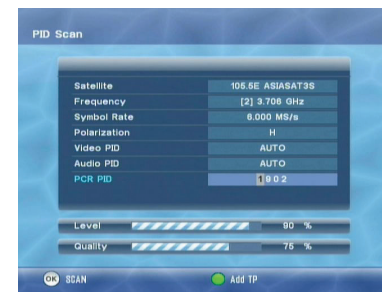 PID Scan
Satellite 105.5E ASIASAT3S
Frequency [2] 3.706 GHz
Symbol Rate 6.000 MS/s
Polarization H
Video PID AUTO
Audio PID AUTO
PCR PID 1902
Level 90 %
Quality 75 %
OK SCAN Add TP